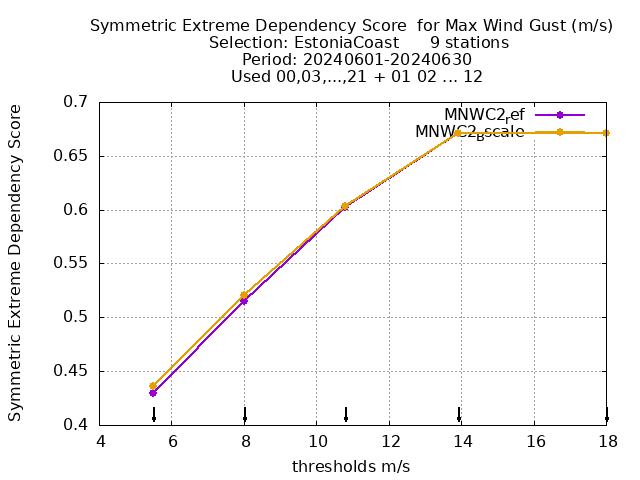 Symmetric Extreme Dependency Score for Max Wind Gust (m/s)
Selection: EstoniaCoast 9 stations
Period: 20240601-20240630
Used 00,03,...,21 + 01 02 ... 12
Symmetric Extreme Dependency Score
0.7
0.65
0.6
0.55
0.5
0.45
0.4
MNWC2_ref
MNWC2_Bscale
4 6 8 10 12 14 16 18
thresholds m/s